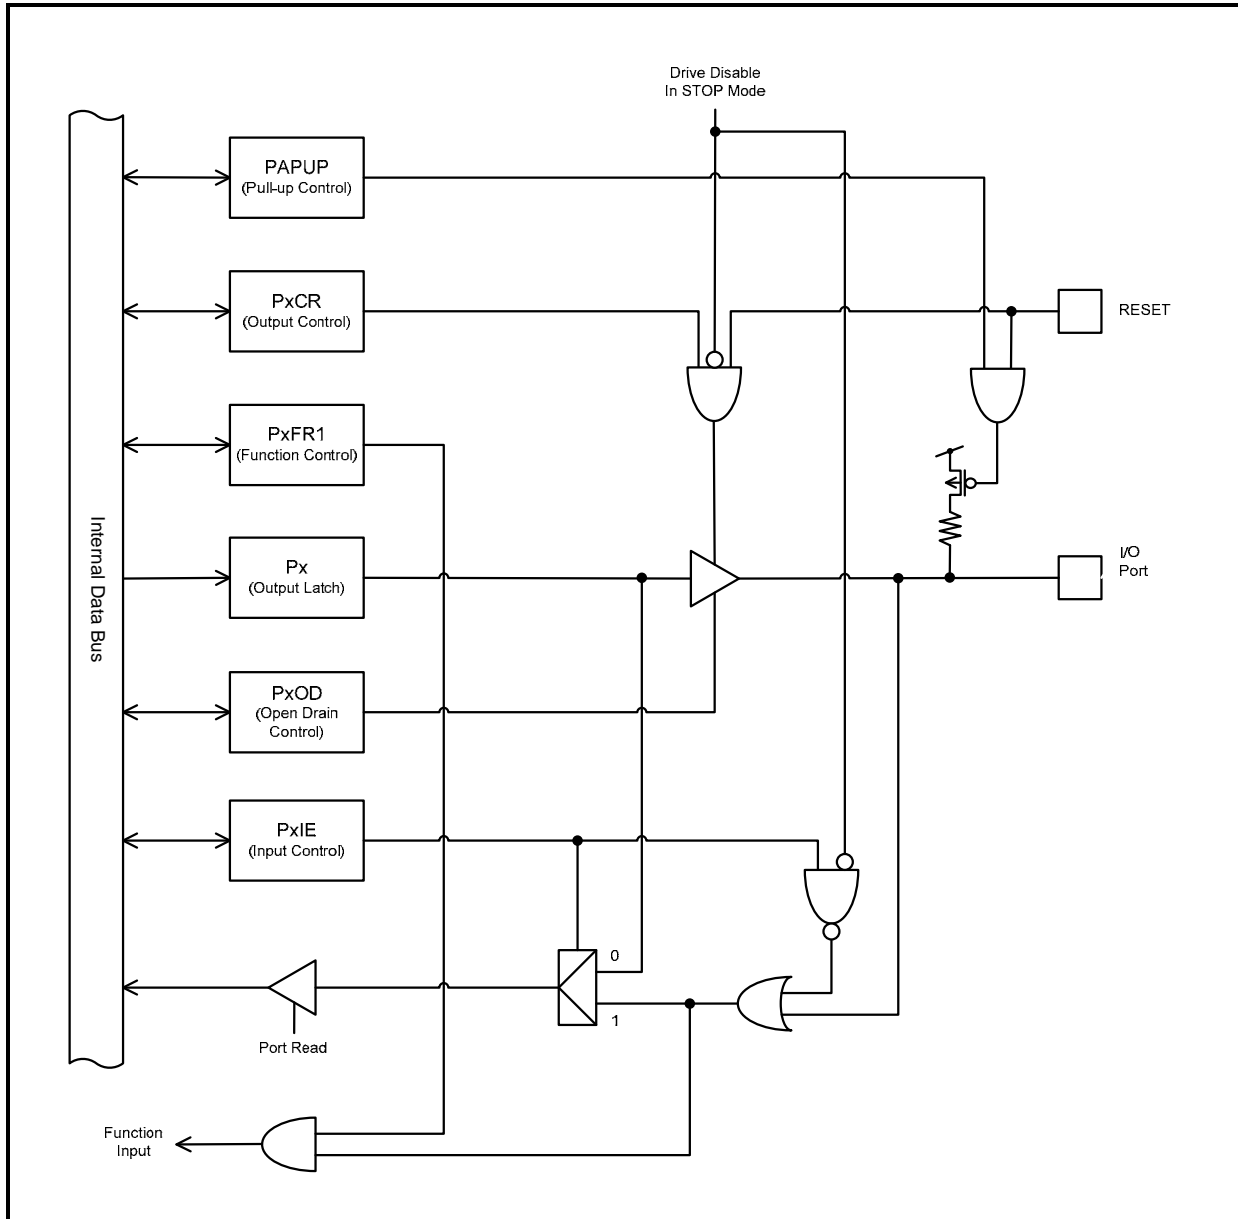 Drive Disable
In STOP Mode
PAPUP
(Pull-up Control)
PxCR
(Output Control)
RESET
PxFR1
(Function Control)
Internal Data Bus
Px
(Output Latch)
I/O
Port
PxOD
(Open Drain
Control)
PxIE
(Input Control)
0
1
Port Read
Function
Input